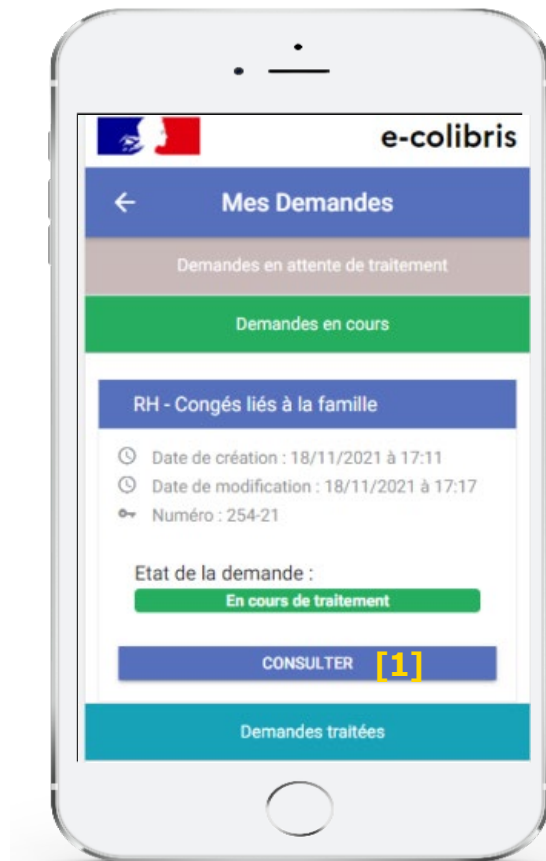 e-colibris
Mes Demandes
Demandes en attente de traitement
Demandes en cours
RH - Congés liés à la famille
Date de création : 18/11/2021 à 17:11
Date de modification : 18/11/2021 à 17:17
Numéro : 254-21
Etat de la demande :
En cours de traitement
CONSULTER [1]
Demandes traitées